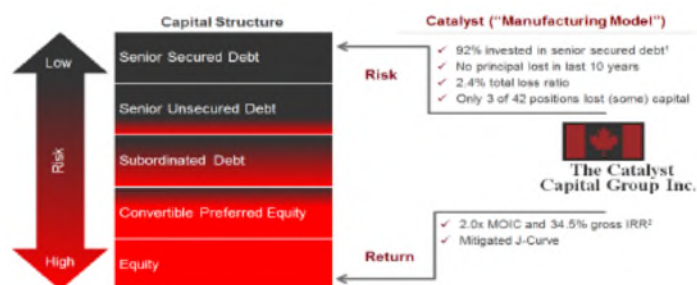 Capital Structure
Catalyst ("Manufacturing Model")
Low
Risk
High
Senior Secured Debt
Senior Unsecured Debt
Subordinated Debt
Convertible Preferred Equity
Equity
Risk
✓ 92% invested in senior secured debt¹
✓ No principal lost in last 10 years
✓ 2.4% total loss ratio
✓ Only 3 of 42 positions lost (some) capital
The Catalyst
Capital Group Inc.
Return
✓ 2.0x MOIC and 34.5% gross IRR²
✓ Mitigated J-Curve